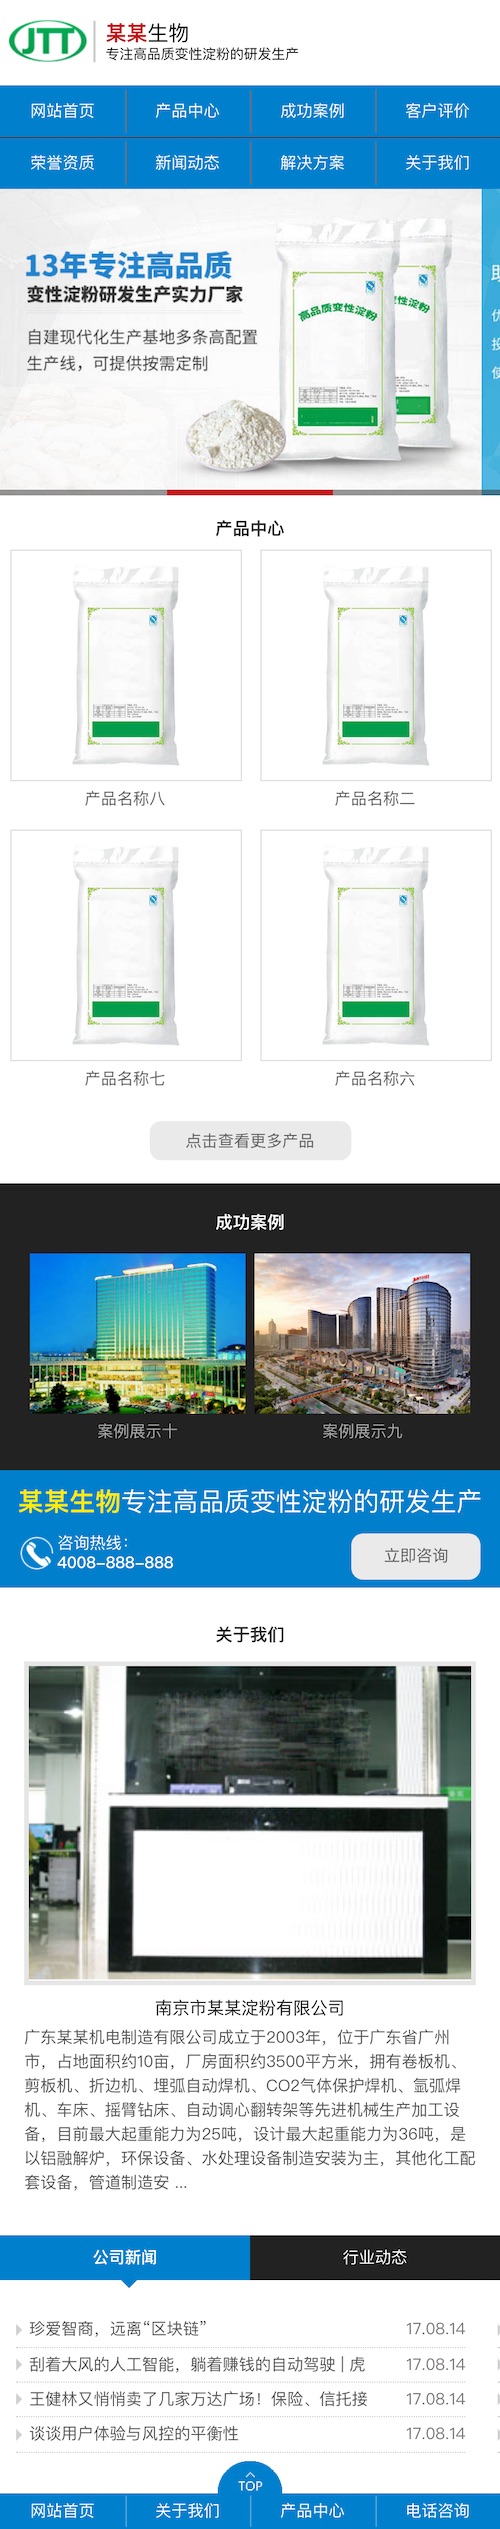 JTT
某某生物
专注高品质变性淀粉的研发生产
网站首页 产品中心 成功案例 客户评价
荣誉资质 新闻动态 解决方案 关于我们
13年专注高品质
变性淀粉研发生产实力厂家
自建现代化生产基地多条高配置
生产线，可提供按需定制
高品质变性淀粉
产品中心
产品名称八 产品名称二
产品名称七 产品名称六
点击查看更多产品
成功案例
案例展示十 案例展示九
某某生物专注高品质变性淀粉的研发生产
咨询热线：
4008-888-888
立即咨询
关于我们
南京市某某淀粉有限公司
广东某某机电制造有限公司成立于2003年，位于广东省广州
市，占地面积约10亩，厂房面积约3500平方米，拥有卷板机、
剪板机、折边机、埋弧自动焊机、CO2气体保护焊机、氩弧焊
机、车床、摇臂钻床、自动调心翻转架等先进机械生产加工设
备，目前最大起重能力为25吨，设计最大起重能力为36吨，是
以铝融解炉，环保设备、水处理设备制造安装为主，其他化工配
套设备，管道制造安 ...
公司新闻 行业动态
珍爱智商，远离“区块链” 17.08.14
刮着大风的人工智能，躺着赚钱的自动驾驶 | 虎 17.08.14
王健林又悄悄卖了几家万达广场！保险、信托接 17.08.14
谈谈用户体验与风控的平衡性 17.08.14
TOP
网站首页 关于我们 产品中心 电话咨询